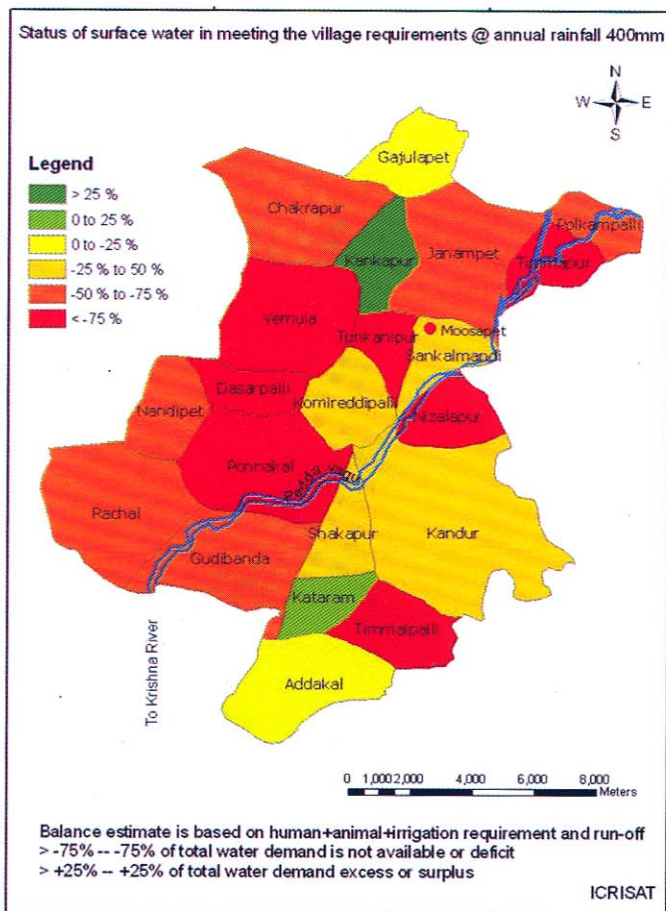 Status of surface water in meeting the village requirements @ annual rainfall 400mm
N
W E
S
Legend
> 25 %
0 to 25 %
0 to -25 %
-25 % to 50 %
-50 % to -75 %
< -75 %
Gajulapet
Chakrapur
Kankapur
Janampet
Polkampalli
Timmapur
Vemula
Tunkanipur
Moosapet
Sankalmandi
Dasarpalli
Komireddipalli
Nizalapur
Nandipet
Ponnakal
Pedda Vagu
Rachal
Shakapur
Kandur
Gudibanda
Kataram
Timmaipalli
Addakal
To Krishna River
0 1,000 2,000 4,000 6,000 8,000
Meters
Balance estimate is based on human+animal+irrigation requirement and run-off
> -75% -- -75% of total water demand is not available or deficit
> +25% -- +25% of total water demand excess or surplus
ICRISAT